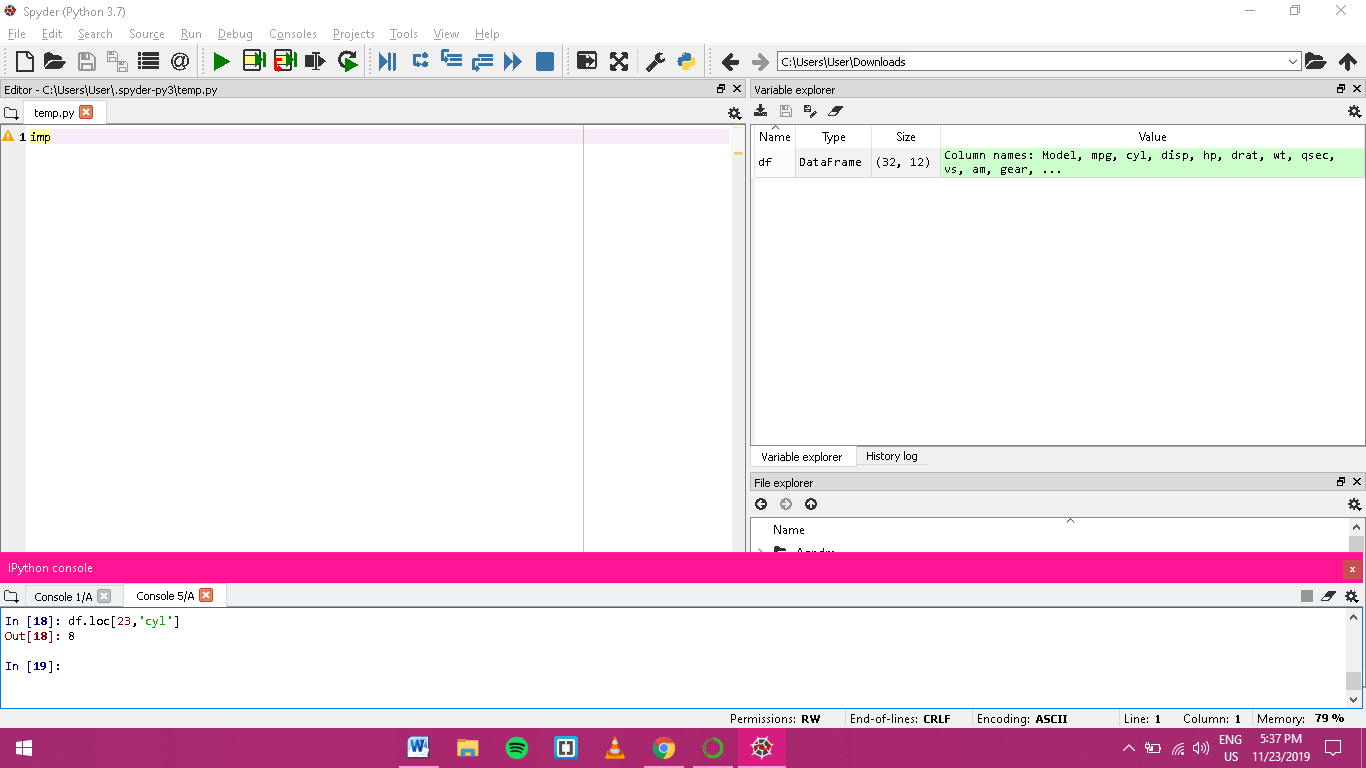 Spyder (Python 3.7)
File Edit Search Source Run Debug Consoles Projects Tools View Help
C:\Users\User\Downloads
Editor - C:\Users\User\.spyder-py3\temp.py
temp.py
1 imp
Variable explorer
Name Type Size Value
df DataFrame (32, 12) Column names: Model, mpg, cyl, disp, hp, drat, wt, qsec,
vs, am, gear, ...
Variable explorer History log
File explorer
Name
IPython console
Console 1/A Console 5/A
In [18]: df.loc[23,'cyl']
Out[18]: 8
In [19]:
Permissions: RW End-of-lines: CRLF Encoding: ASCII Line: 1 Column: 1 Memory: 79 %
ENG 5:37 PM
US 11/23/2019